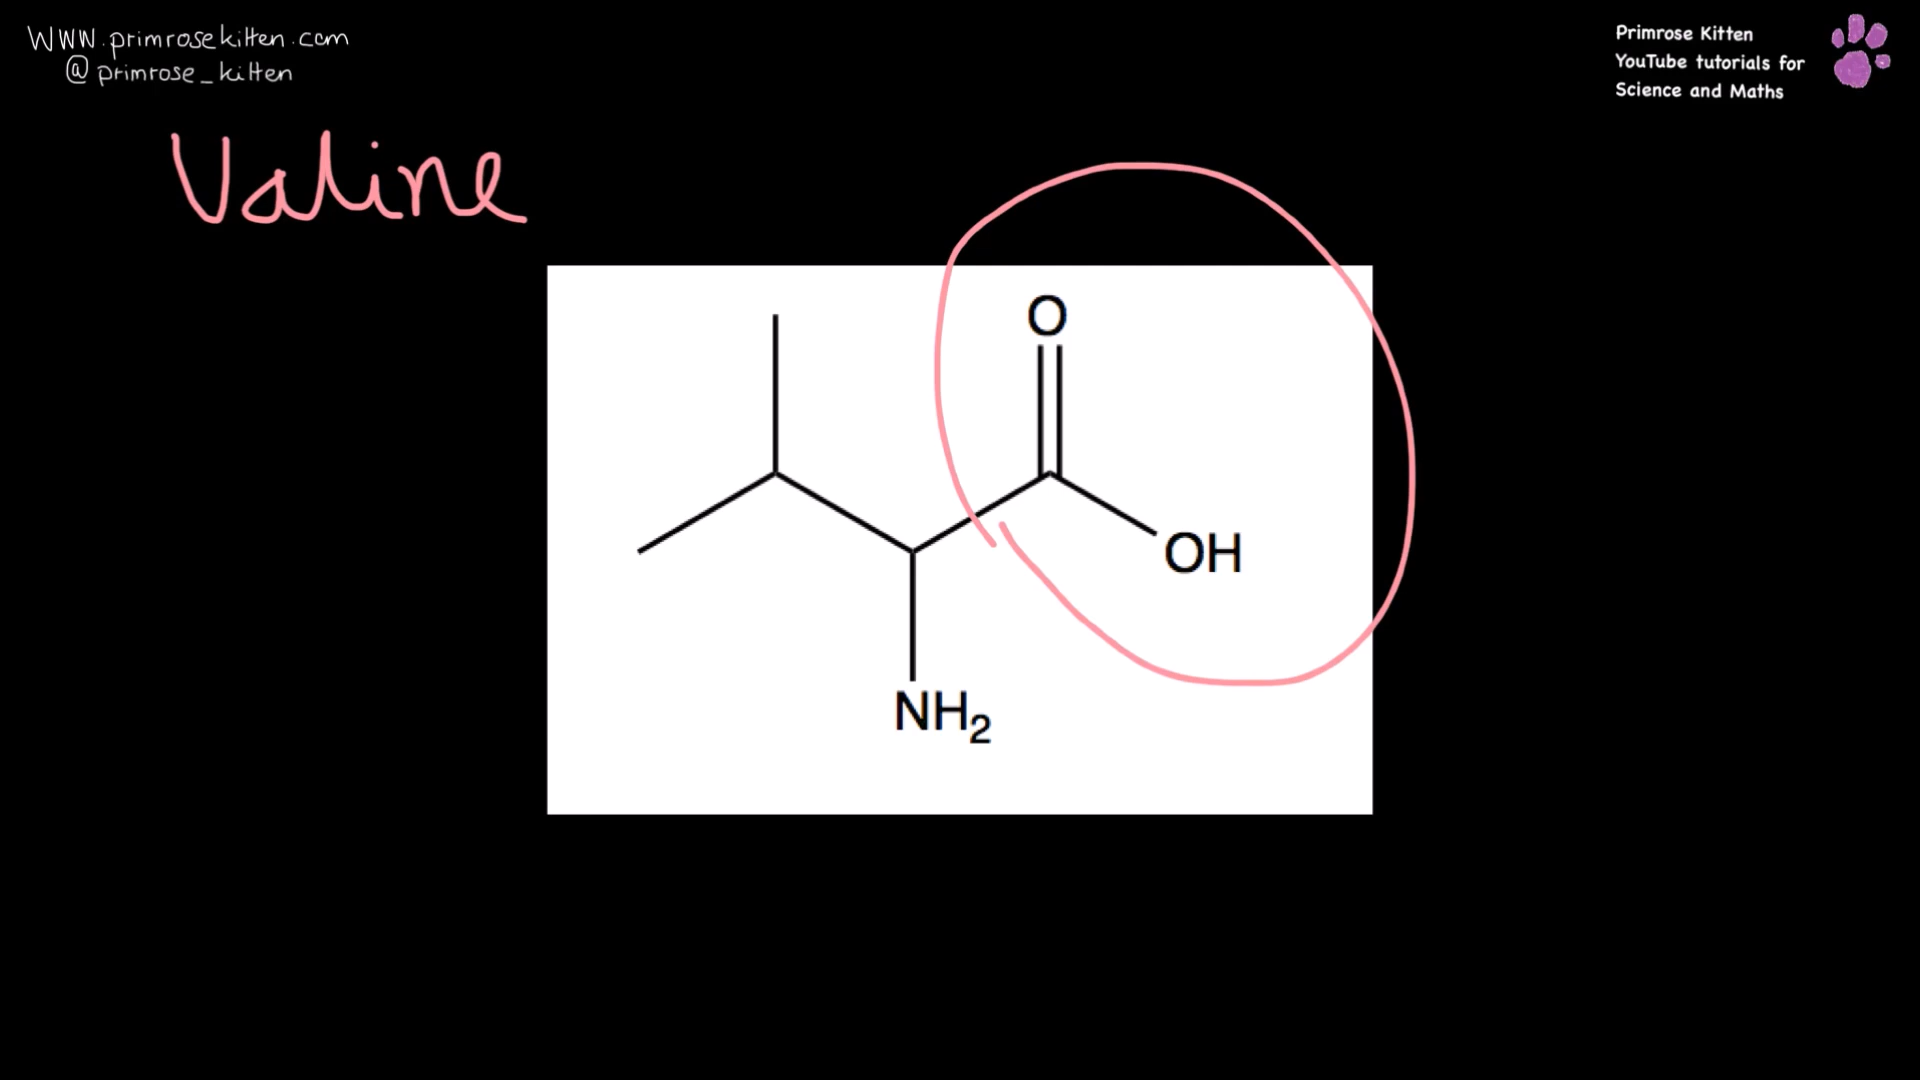 www.primrosekitten.com
@primrose_kitten
Primrose Kitten
YouTube tutorials for
Science and Maths
Valine
O
OH
NH₂